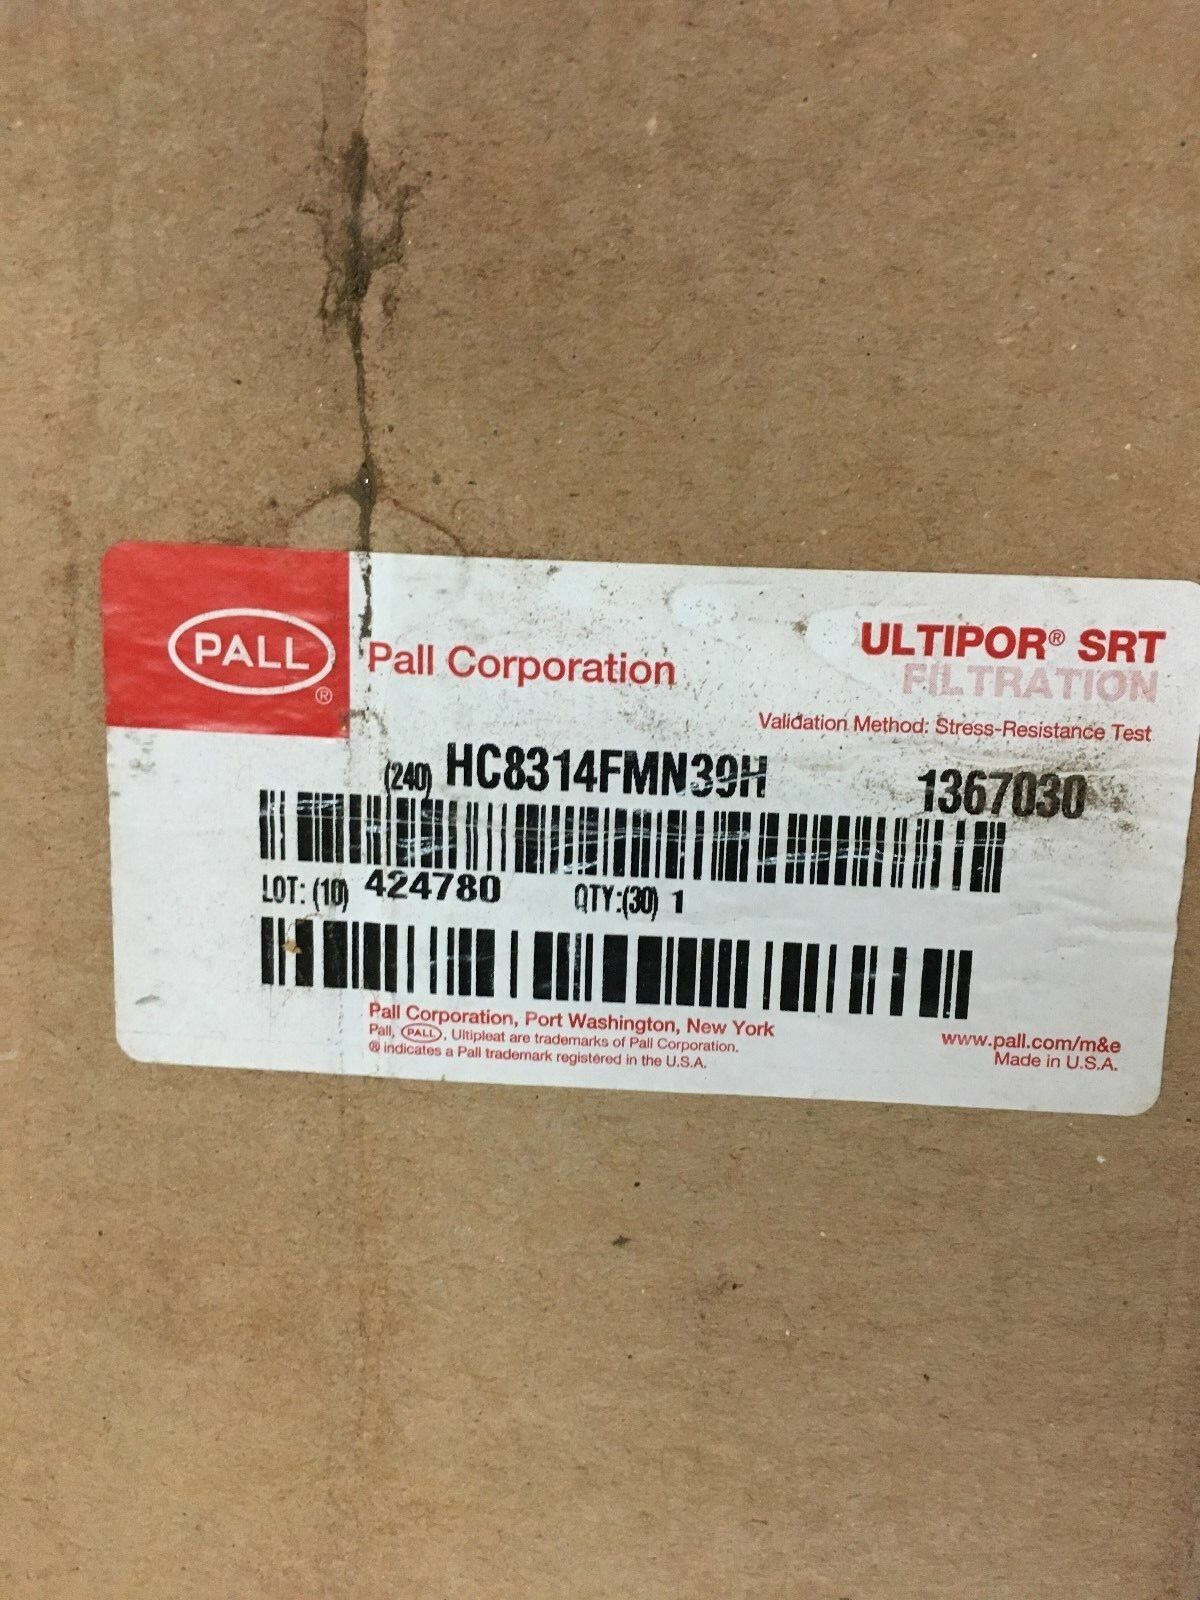 PALL
®
Pall Corporation
ULTIPOR® SRT
FILTRATION
Validation Method: Stress-Resistance Test
(240) HC8314FMN39H 1367030
LOT: (10) 424780 QTY:(30) 1
Pall Corporation, Port Washington, New York
Pall, PALL, Ultipleat are trademarks of Pall Corporation.
® indicates a Pall trademark registered in the U.S.A.
www.pall.com/m&e
Made in U.S.A.